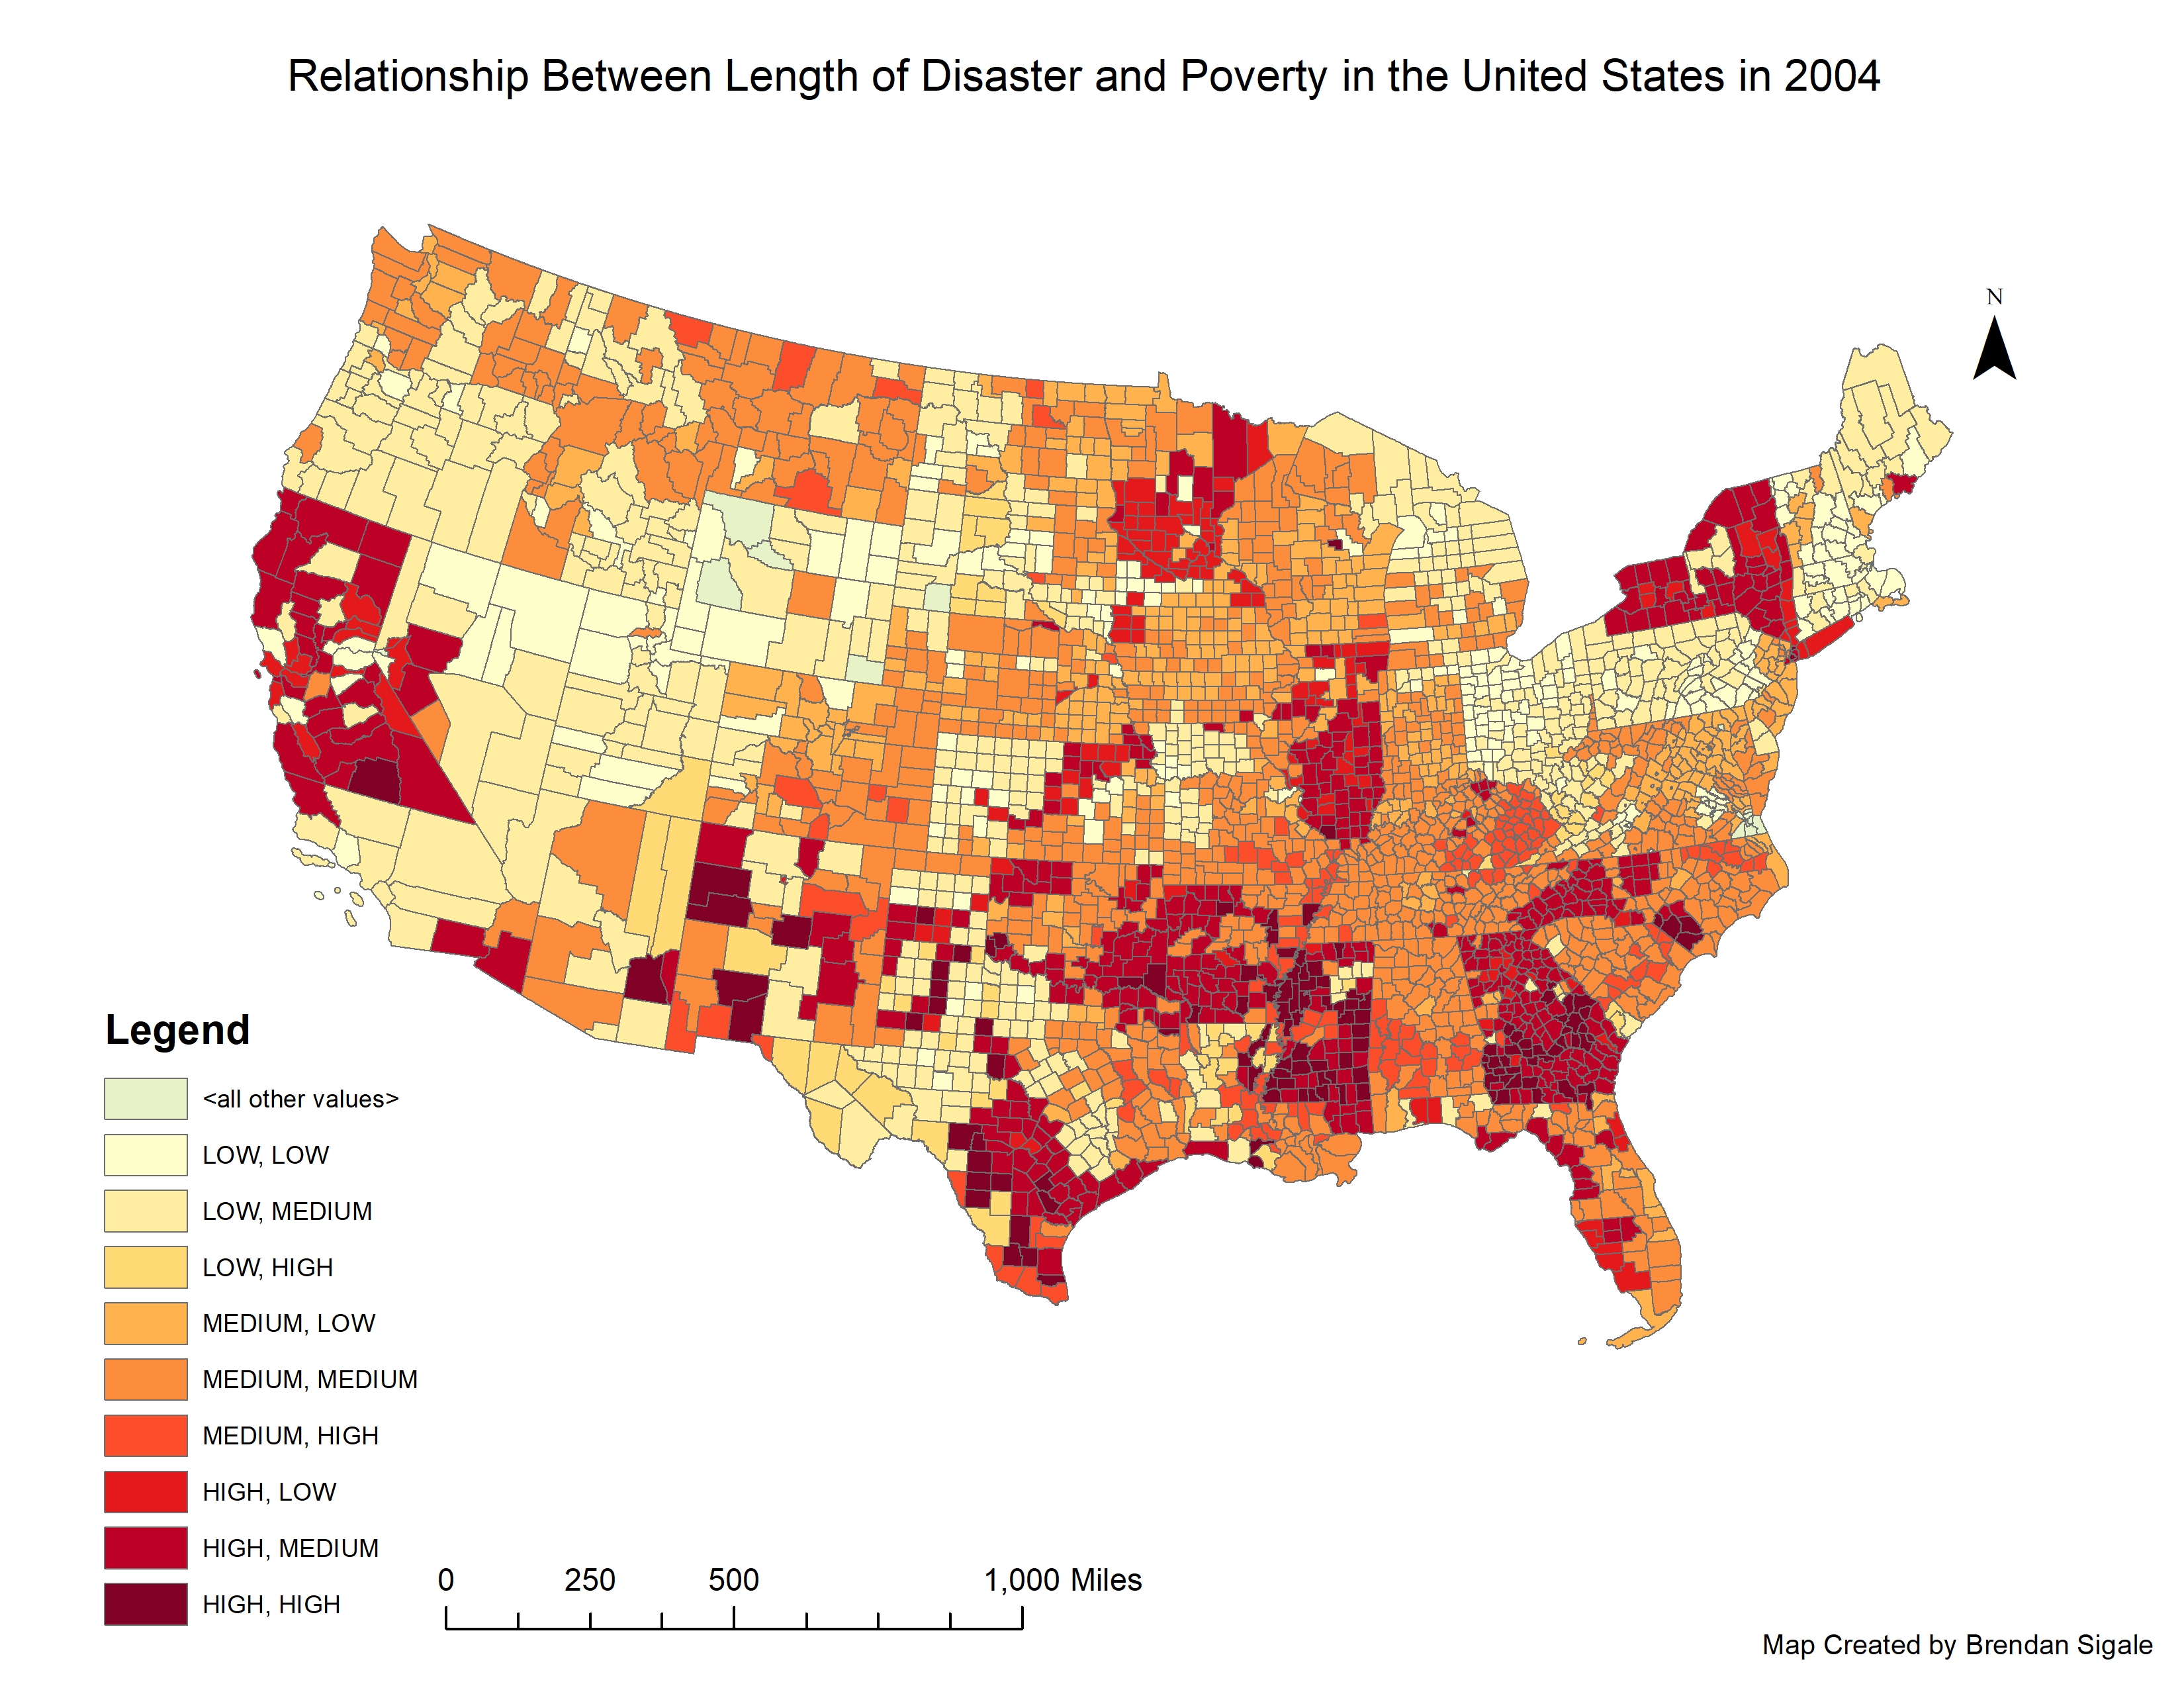 Relationship Between Length of Disaster and Poverty in the United States in 2004
N
Legend
<all other values>
LOW, LOW
LOW, MEDIUM
LOW, HIGH
MEDIUM, LOW
MEDIUM, MEDIUM
MEDIUM, HIGH
HIGH, LOW
HIGH, MEDIUM
HIGH, HIGH
0 250 500 1,000 Miles
Map Created by Brendan Sigale